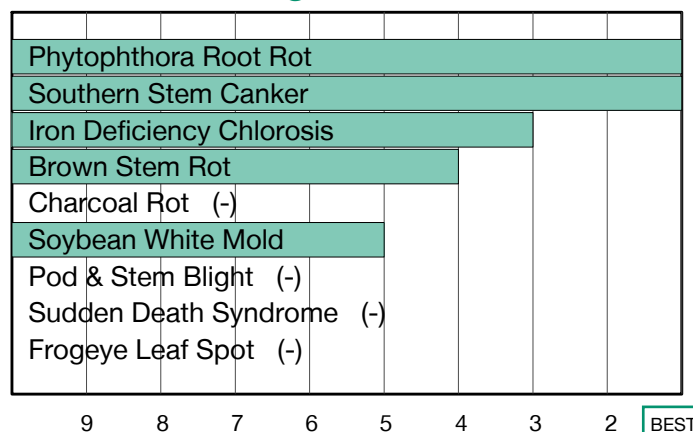 Phytophthora Root Rot
Southern Stem Canker
Iron Deficiency Chlorosis
Brown Stem Rot
Charcoal Rot (-)
Soybean White Mold
Pod & Stem Blight (-)
Sudden Death Syndrome (-)
Frogeye Leaf Spot (-)
9 8 7 6 5 4 3 2 BEST